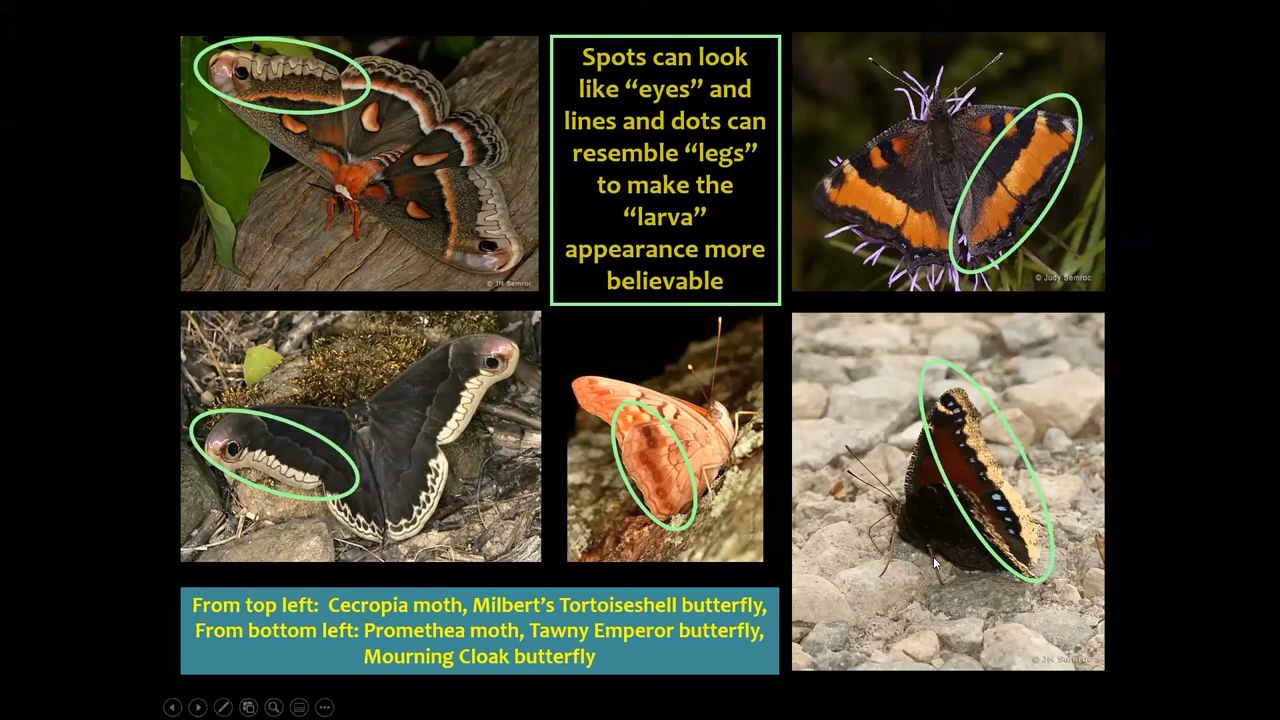 Spots can look
like “eyes” and
lines and dots can
resemble “legs”
to make the
“larva”
appearance more
believable
© JM Semroc
© Judy Semroc
© JM Semroc
From top left:  Cecropia moth, Milbert’s Tortoiseshell butterfly,
From bottom left: Promethea moth, Tawny Emperor butterfly,
Mourning Cloak butterfly